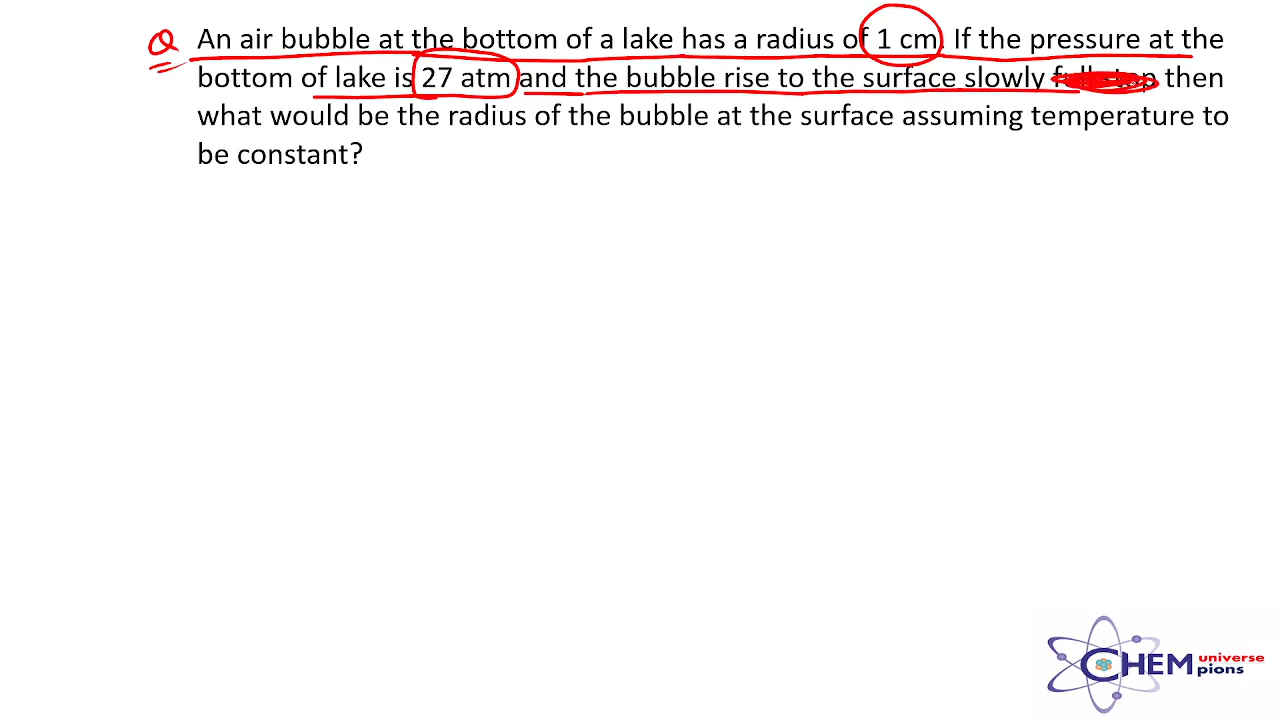 Q An air bubble at the bottom of a lake has a radius of 1 cm. If the pressure at the
bottom of lake is 27 atm and the bubble rise to the surface slowly full stop then
what would be the radius of the bubble at the surface assuming temperature to
be constant?
CHEM universe
pions